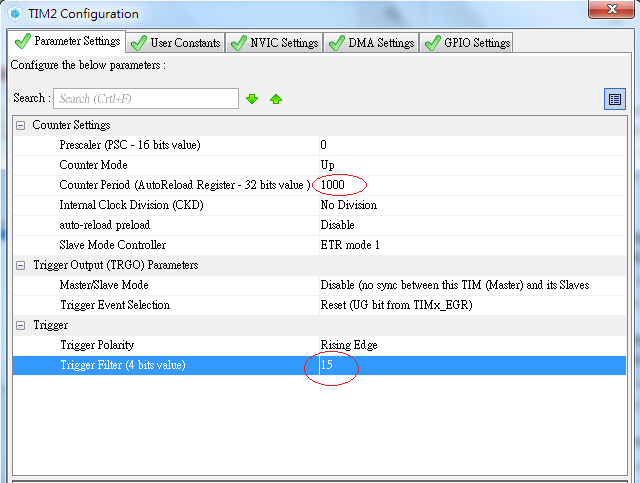 TIM2 Configuration
Parameter Settings User Constants NVIC Settings DMA Settings GPIO Settings
Configure the below parameters :
Search : Search (Crtl+F)
Counter Settings
Prescaler (PSC - 16 bits value) 0
Counter Mode Up
Counter Period (AutoReload Register - 32 bits value ) 1000
Internal Clock Division (CKD) No Division
auto-reload preload Disable
Slave Mode Controller ETR mode 1
Trigger Output (TRGO) Parameters
Master/Slave Mode Disable (no sync between this TIM (Master) and its Slaves
Trigger Event Selection Reset (UG bit from TIMx_EGR)
Trigger
Trigger Polarity Rising Edge
Trigger Filter (4 bits value) 15